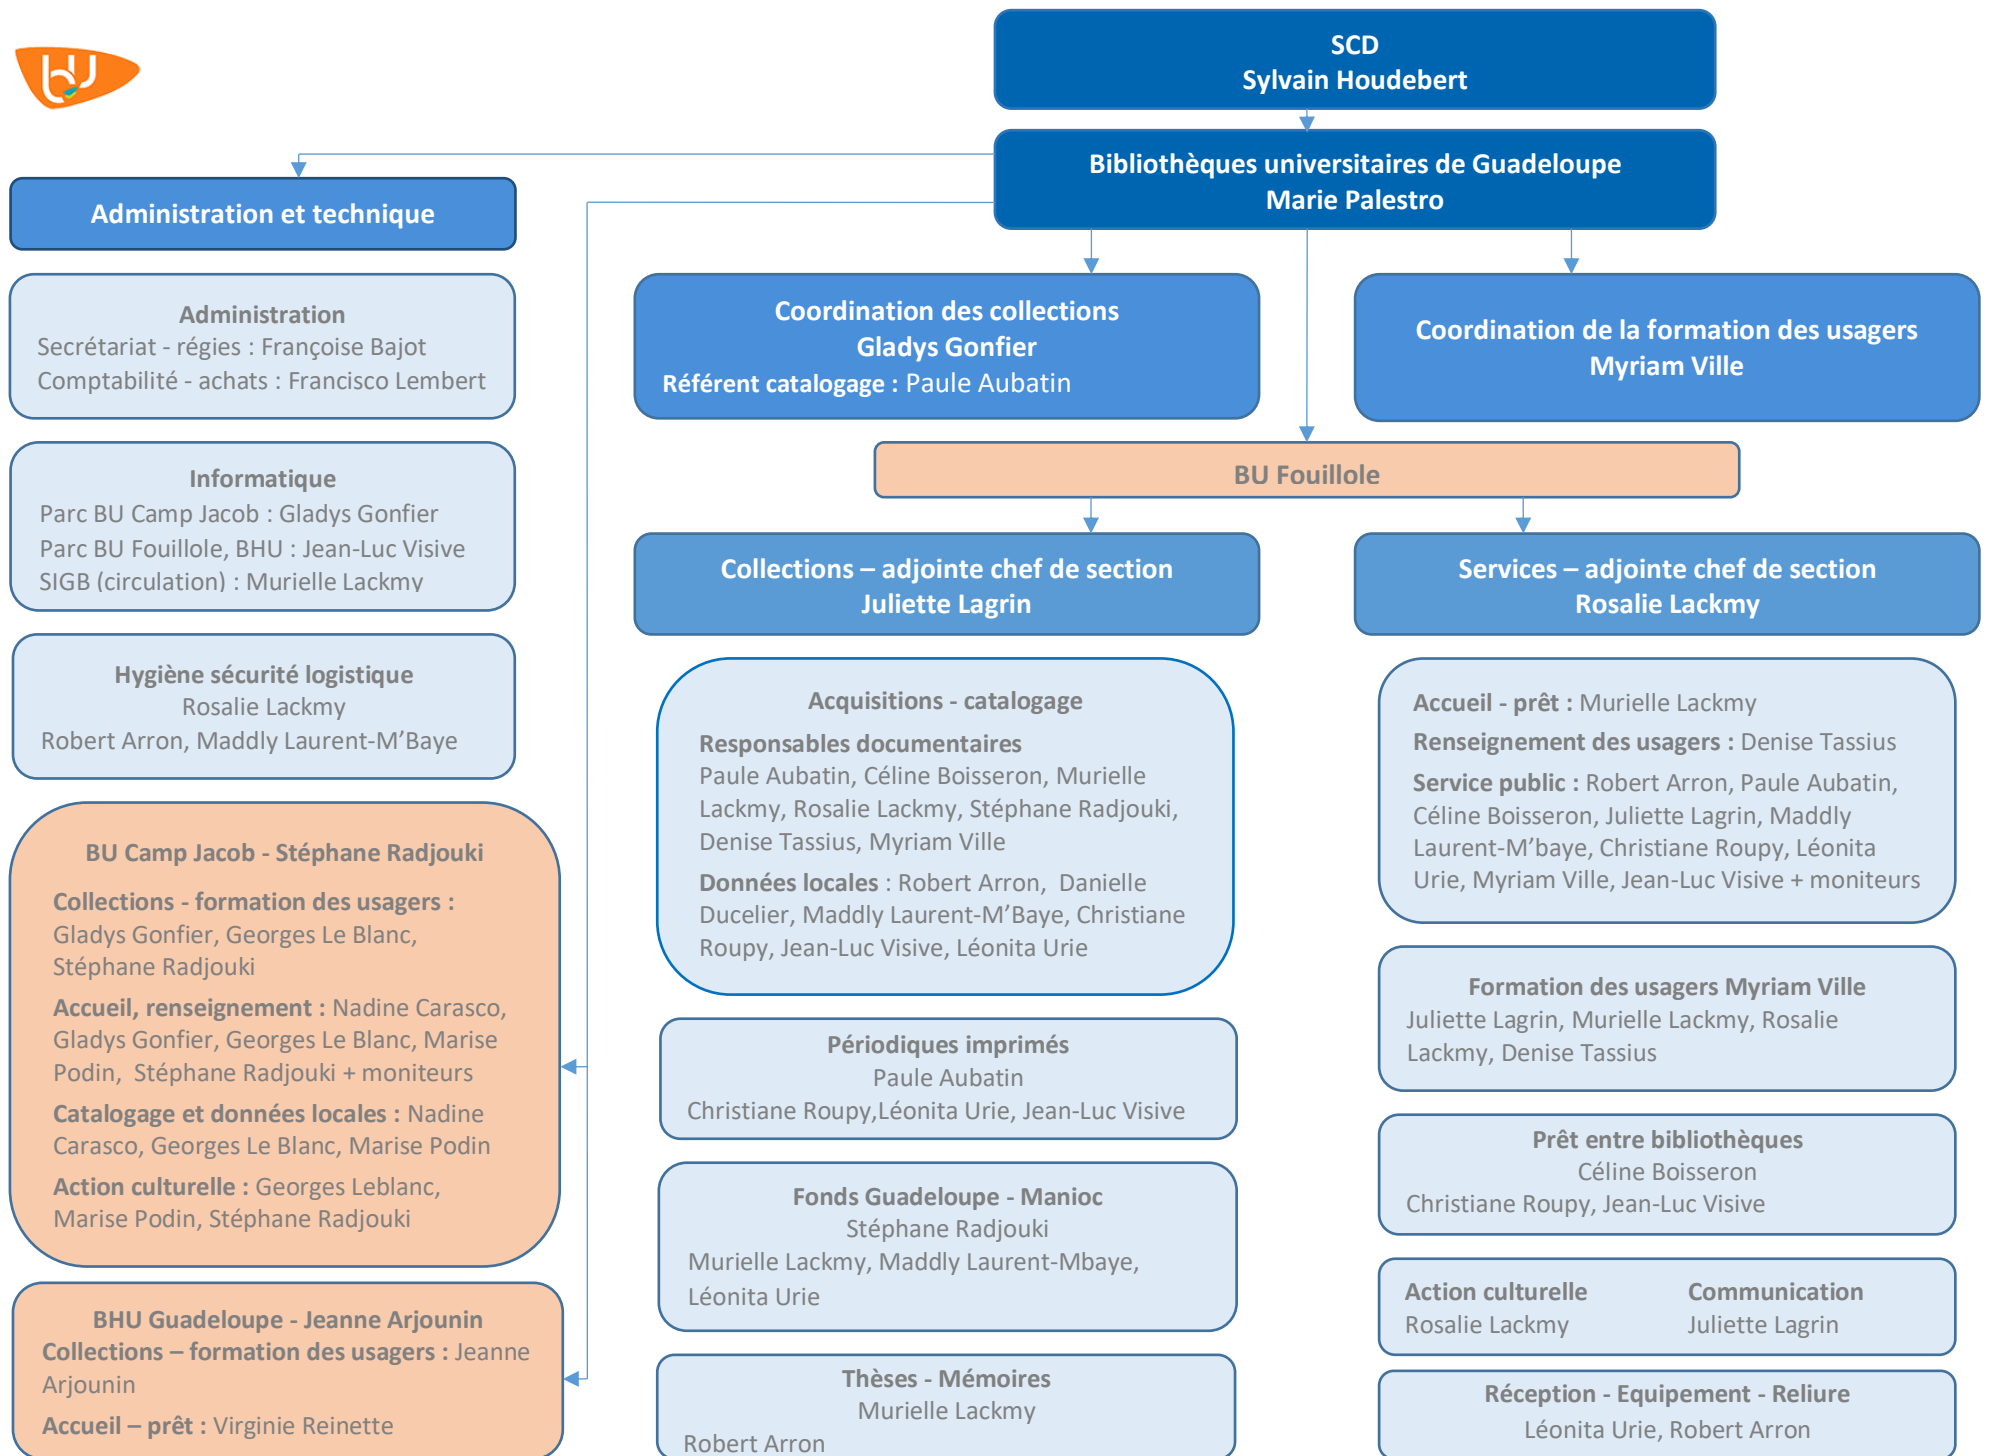 bU
SCD
Sylvain Houdebert
Bibliothèques universitaires de Guadeloupe
Marie Palestro
Administration et technique
Administration
Secrétariat - régies : Françoise Bajot
Comptabilité - achats : Francisco Lembert
Informatique
Parc BU Camp Jacob : Gladys Gonfier
Parc BU Fouillole, BHU : Jean-Luc Visive
SIGB (circulation) : Murielle Lackmy
Hygiène sécurité logistique
Rosalie Lackmy
Robert Arron, Maddly Laurent-M’Baye
BU Camp Jacob - Stéphane Radjouki
Collections - formation des usagers :
Gladys Gonfier, Georges Le Blanc,
Stéphane Radjouki
Accueil, renseignement : Nadine Carasco,
Gladys Gonfier, Georges Le Blanc, Marise
Podin, Stéphane Radjouki + moniteurs
Catalogage et données locales : Nadine
Carasco, Georges Le Blanc, Marise Podin
Action culturelle : Georges Leblanc,
Marise Podin, Stéphane Radjouki
BHU Guadeloupe - Jeanne Arjounin
Collections – formation des usagers : Jeanne
Arjounin
Accueil – prêt : Virginie Reinette
Coordination des collections
Gladys Gonfier
Référent catalogage : Paule Aubatin
Coordination de la formation des usagers
Myriam Ville
BU Fouillole
Collections – adjointe chef de section
Juliette Lagrin
Acquisitions - catalogage
Responsables documentaires
Paule Aubatin, Céline Boisseron, Murielle
Lackmy, Rosalie Lackmy, Stéphane Radjouki,
Denise Tassius, Myriam Ville
Données locales : Robert Arron, Danielle
Ducelier, Maddly Laurent-M’Baye, Christiane
Roupy, Jean-Luc Visive, Léonita Urie
Périodiques imprimés
Paule Aubatin
Christiane Roupy,Léonita Urie, Jean-Luc Visive
Fonds Guadeloupe - Manioc
Stéphane Radjouki
Murielle Lackmy, Maddly Laurent-Mbaye,
Léonita Urie
Thèses - Mémoires
Murielle Lackmy
Robert Arron
Services – adjointe chef de section
Rosalie Lackmy
Accueil - prêt : Murielle Lackmy
Renseignement des usagers : Denise Tassius
Service public : Robert Arron, Paule Aubatin,
Céline Boisseron, Juliette Lagrin, Maddly
Laurent-M’baye, Christiane Roupy, Léonita
Urie, Myriam Ville, Jean-Luc Visive + moniteurs
Formation des usagers Myriam Ville
Juliette Lagrin, Murielle Lackmy, Rosalie
Lackmy, Denise Tassius
Prêt entre bibliothèques
Céline Boisseron
Christiane Roupy, Jean-Luc Visive
Action culturelle
Rosalie Lackmy
Communication
Juliette Lagrin
Réception - Equipement - Reliure
Léonita Urie, Robert Arron